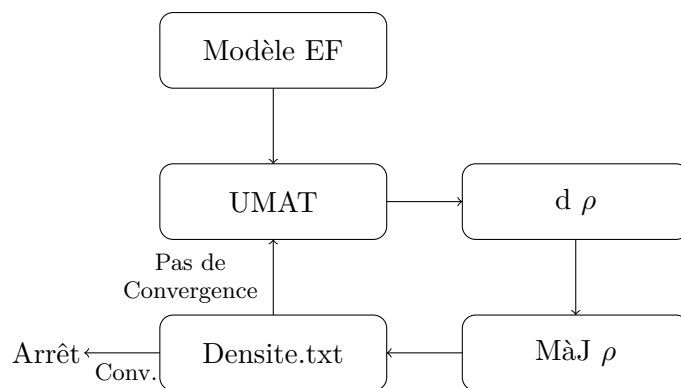 Modèle EF
UMAT
d ρ
Pas de
Convergence
Arrêt
Conv.
Densite.txt
MàJ ρ